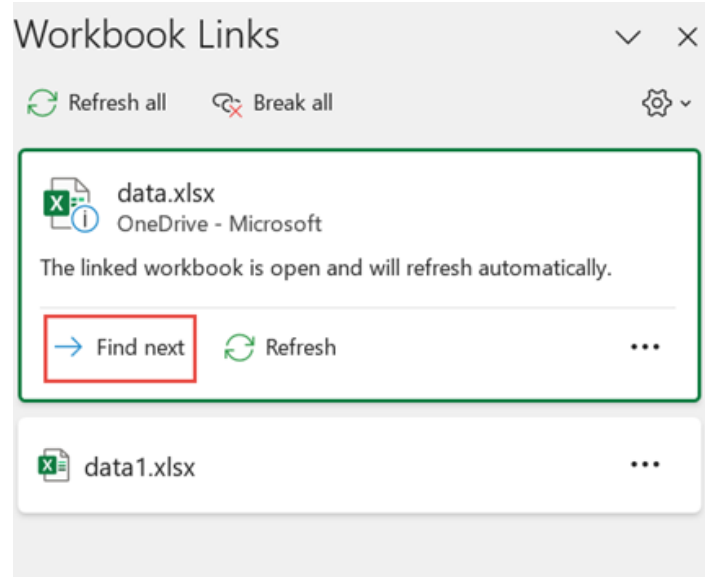 Workbook Links
Refresh all Break all
data.xlsx
OneDrive - Microsoft
The linked workbook is open and will refresh automatically.
Find next Refresh
data1.xlsx